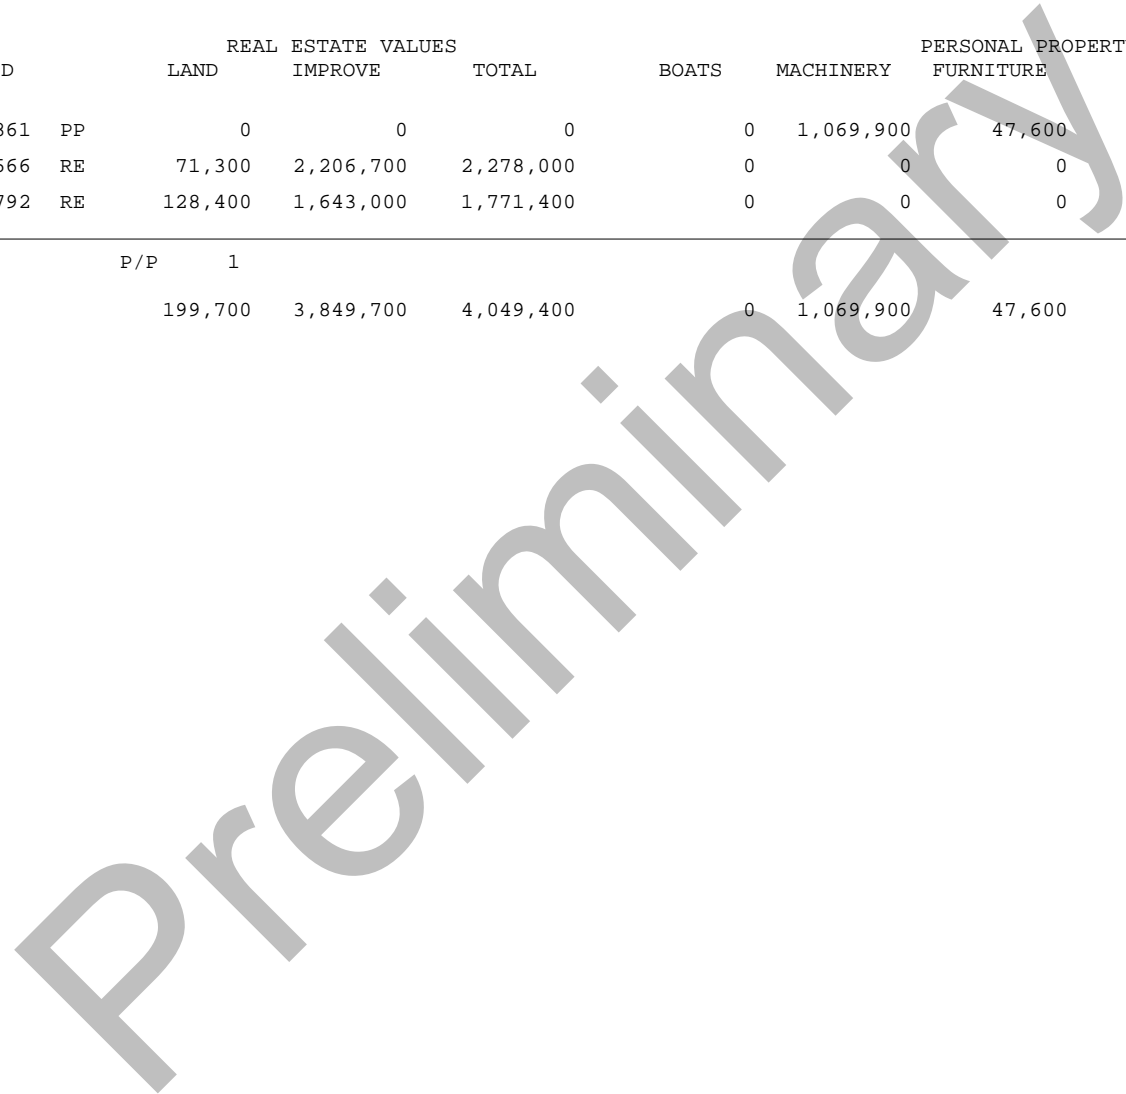 REAL ESTATE VALUES PERSONAL PROPERT
D LAND IMPROVE TOTAL BOATS MACHINERY FURNITURE
361 PP 0 0 0 0 1,069,900 47,600
566 RE 71,300 2,206,700 2,278,000 0 0 0
792 RE 128,400 1,643,000 1,771,400 0 0 0
P/P 1
199,700 3,849,700 4,049,400 0 1,069,900 47,600
Preliminary